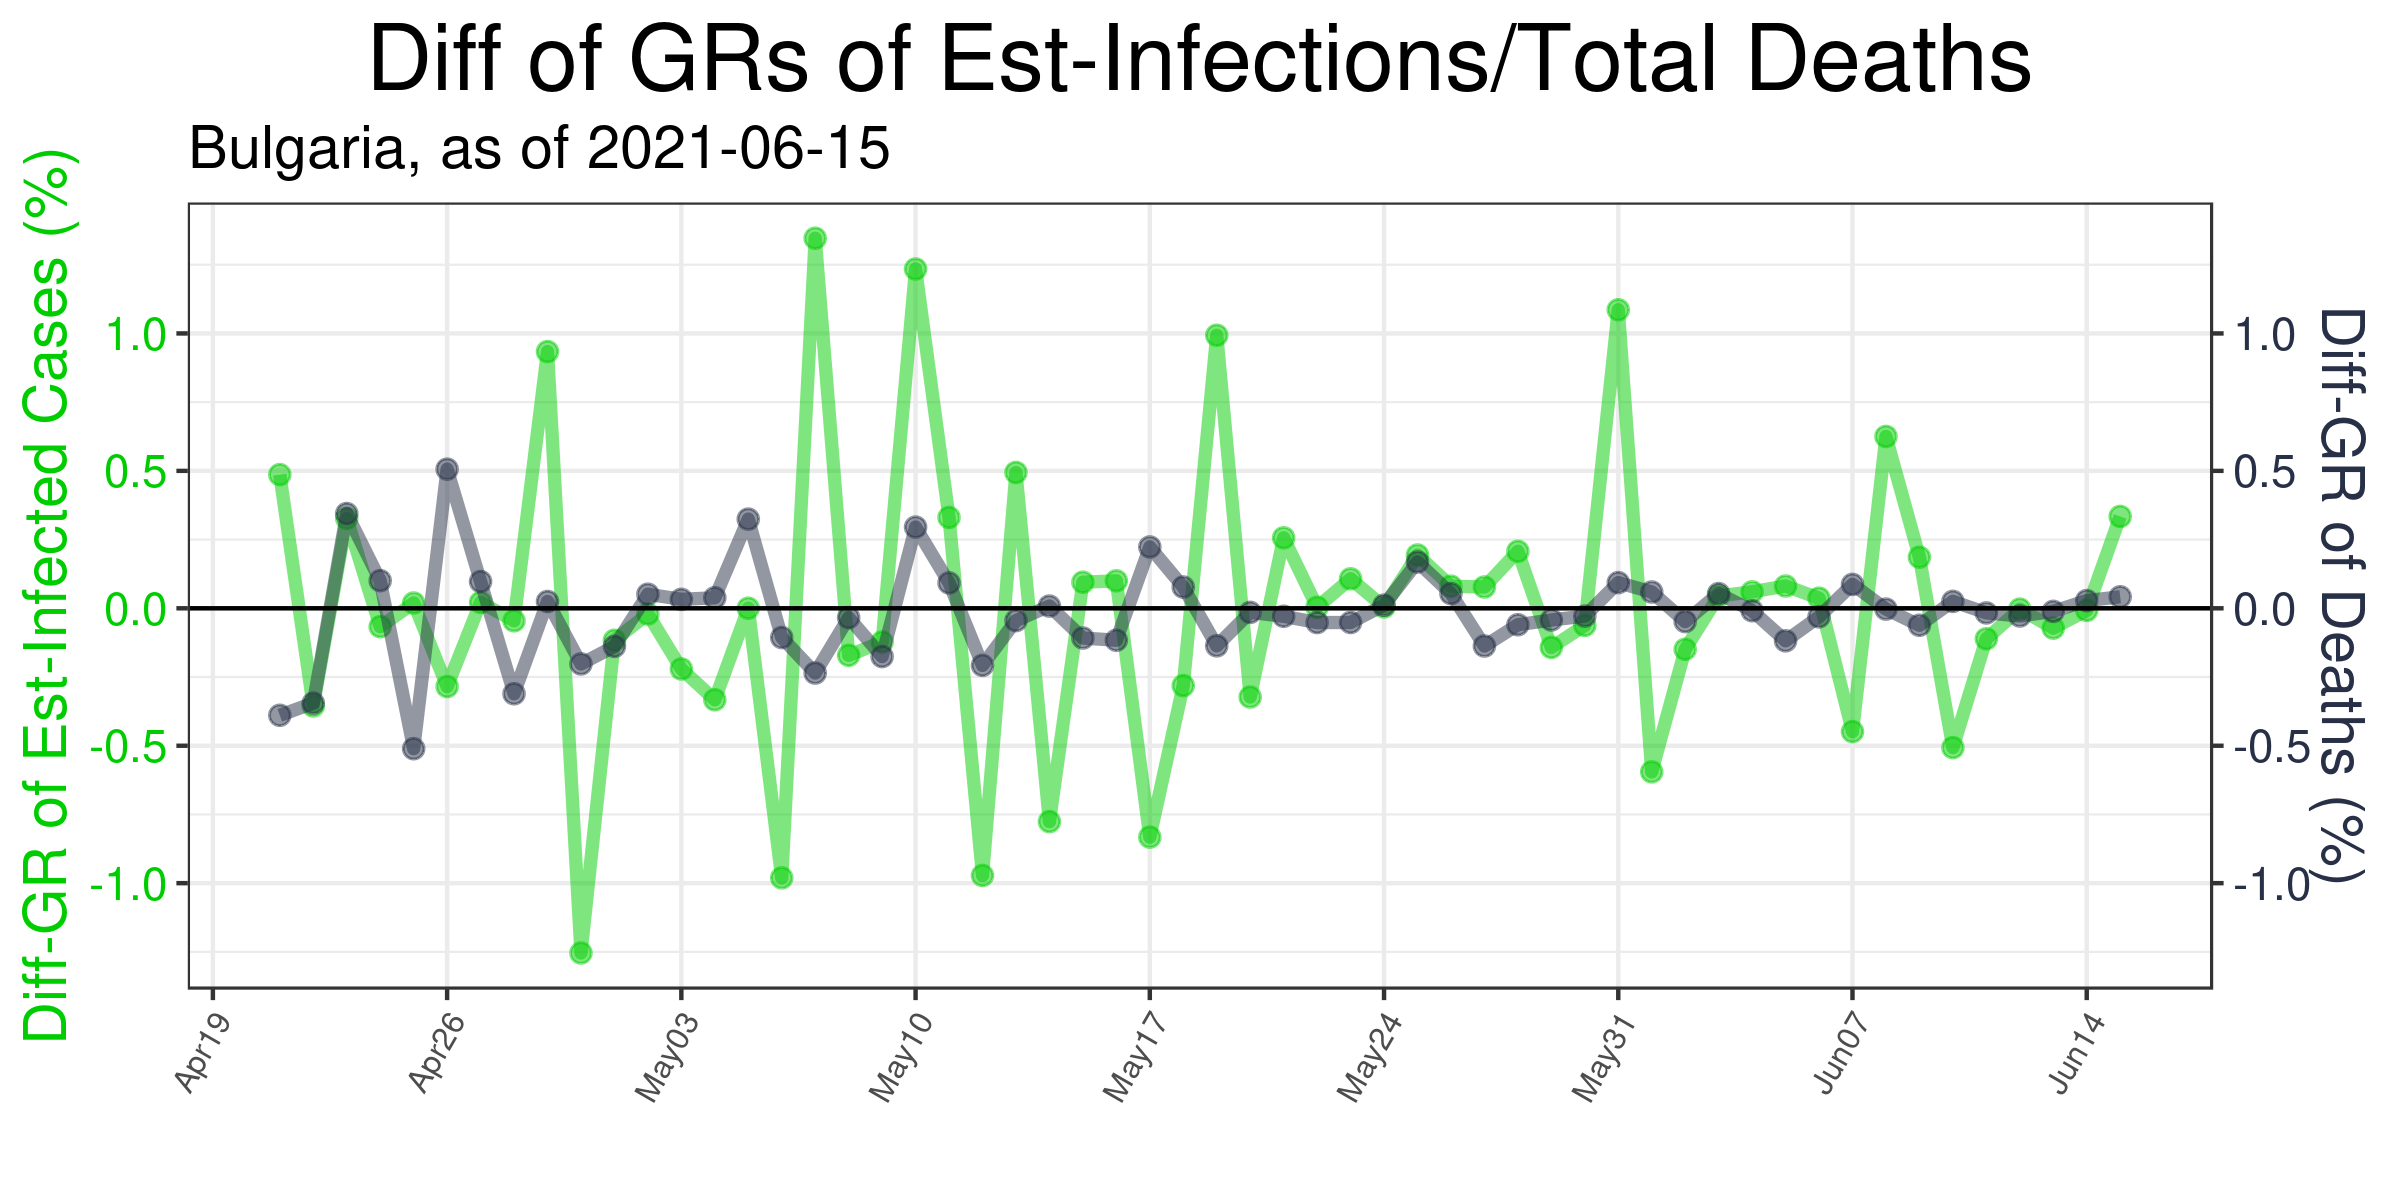 Diff of GRs of Est-Infections/Total Deaths
Bulgaria, as of 2021-06-15
Diff-GR of Est-Infected Cases (%)
1.0
0.5
0.0
-0.5
-1.0
1.0
0.5
0.0
-0.5
-1.0
Diff-GR of Deaths (%)
Apr19
Apr26
May03
May10
May17
May24
May31
Jun07
Jun14